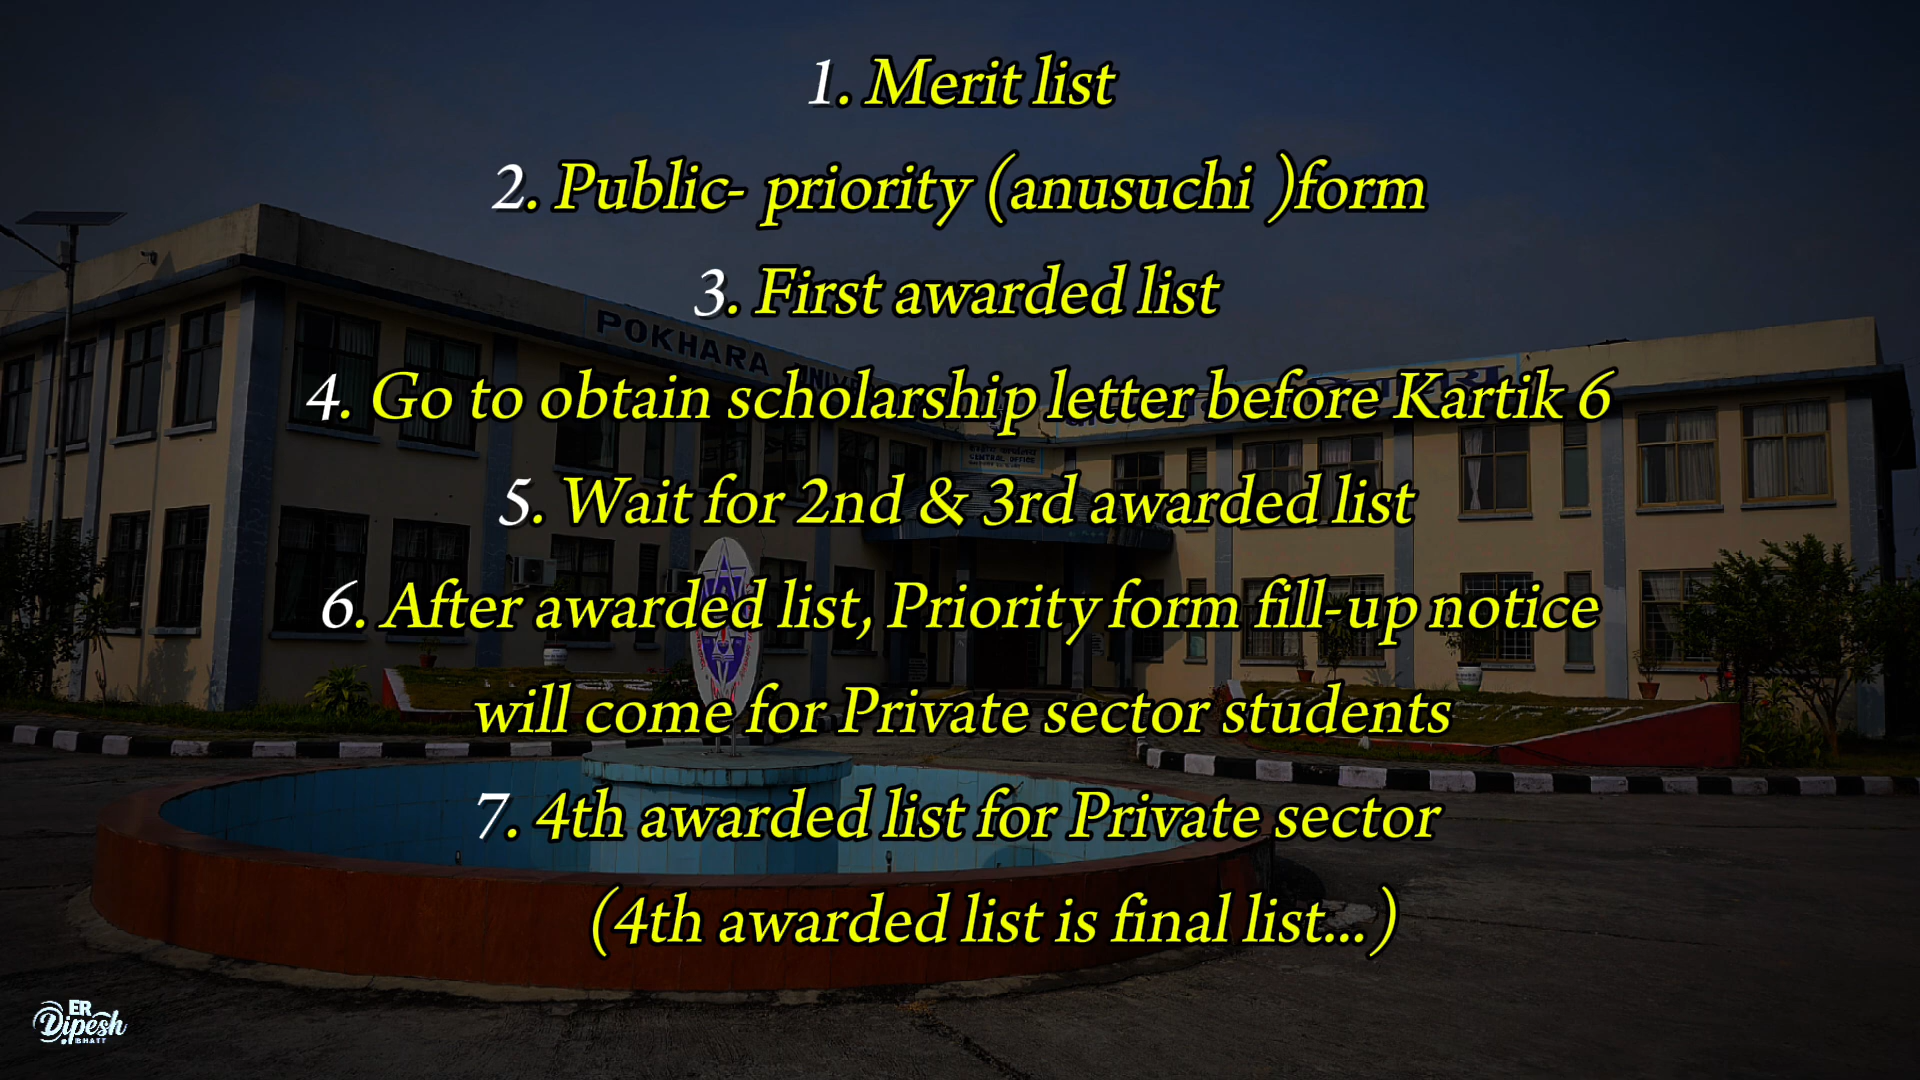 1. Merit list
2. Public- priority (anusuchi )form
3. First awarded list
POKHARA
4. Go to obtain scholarship letter before Kartik 6
CENTRAL OFFICE
5. Wait for 2nd & 3rd awarded list
6. After awarded list, Priority form fill-up notice
will come for Private sector students
7. 4th awarded list for Private sector
(4th awarded list is final list...)
ER
Dipesh
BHATT